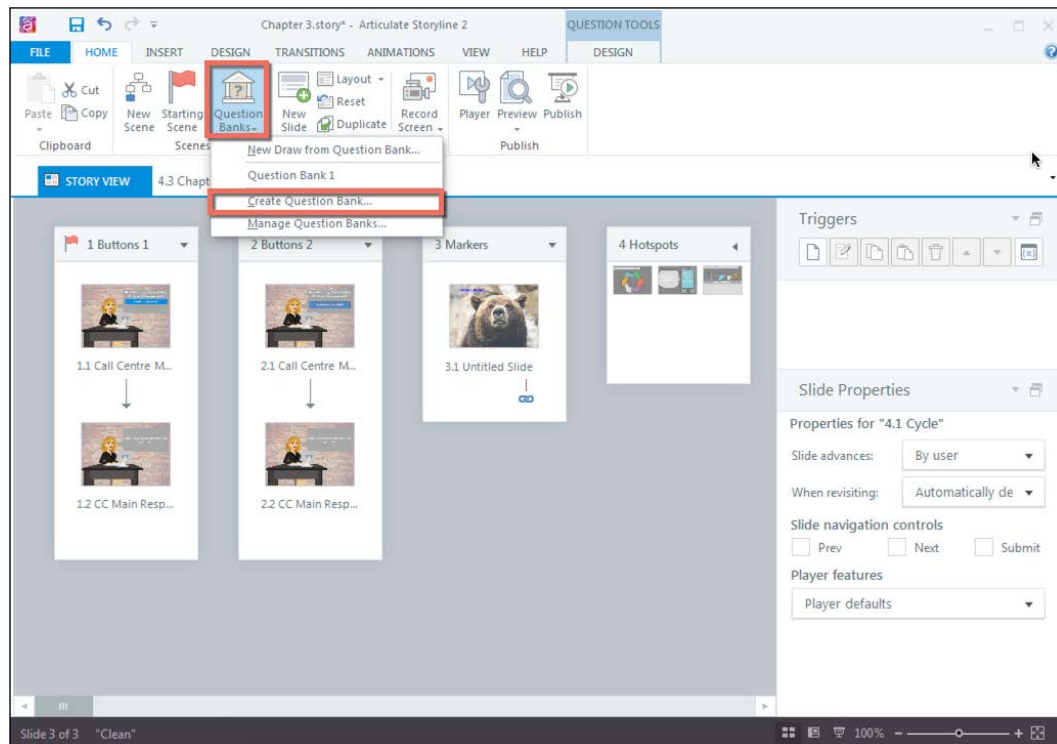 Chapter 3.story* - Articulate Storyline 2
QUESTION TOOLS
FILE HOME INSERT DESIGN TRANSITIONS ANIMATIONS VIEW HELP DESIGN
Paste
Cut
Copy
Clipboard
New Scene
Starting Scene
Scenes
Question Banks
New Slide
Layout
Reset
Duplicate
Record Screen
Player
Preview
Publish
Publish
New Draw from Question Bank...
Question Bank 1
Create Question Bank...
Manage Question Banks...
STORY VIEW
4.3 Chapt
1 Buttons 1
1.1 Call Centre M...
1.2 CC Main Resp...
2 Buttons 2
2.1 Call Centre M...
2.2 CC Main Resp...
3 Markers
3.1 Untitled Slide
4 Hotspots
Triggers
Slide Properties
Properties for "4.1 Cycle"
Slide advances: By user
When revisiting: Automatically de
Slide navigation controls
Prev Next Submit
Player features
Player defaults
Slide 3 of 3 "Clean"
100%